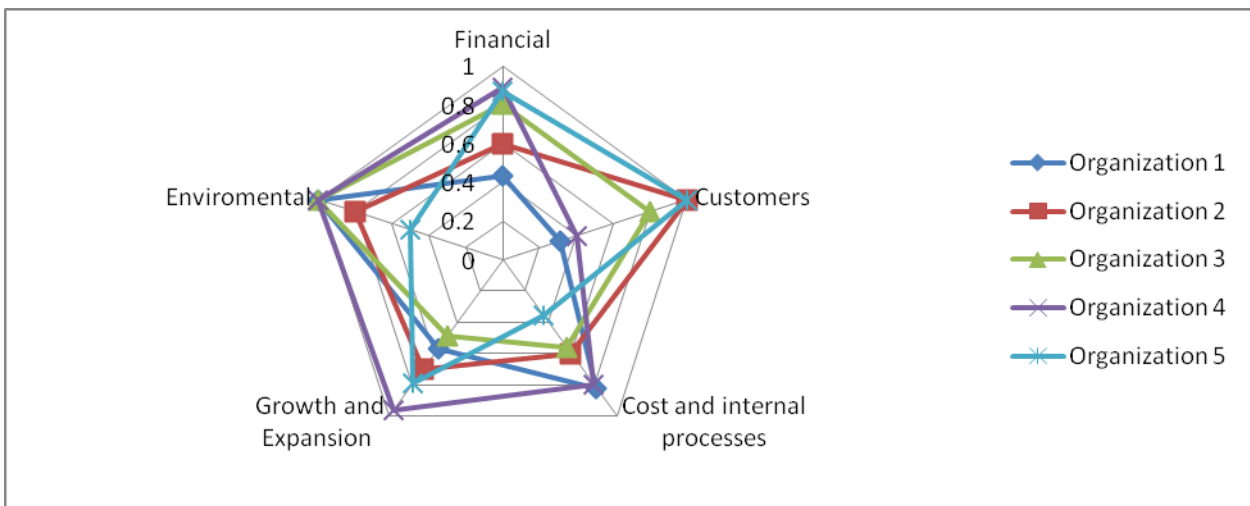 Financial
1
0.8
0.6
0.4
0.2
0
Customers
Cost and internal
processes
Growth and
Expansion
Enviromental
Organization 1
Organization 2
Organization 3
Organization 4
Organization 5